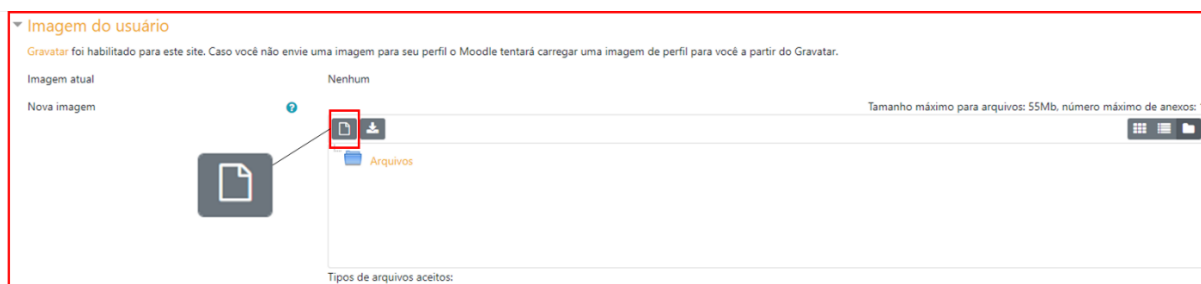 Imagem do usuário
Gravatar foi habilitado para este site. Caso você não envie uma imagem para seu perfil o Moodle tentará carregar uma imagem de perfil para você a partir do Gravatar.
Imagem atual Nenhum
Nova imagem Tamanho máximo para arquivos: 55Mb, número máximo de anexos: 1
Arquivos
Tipos de arquivos aceitos: